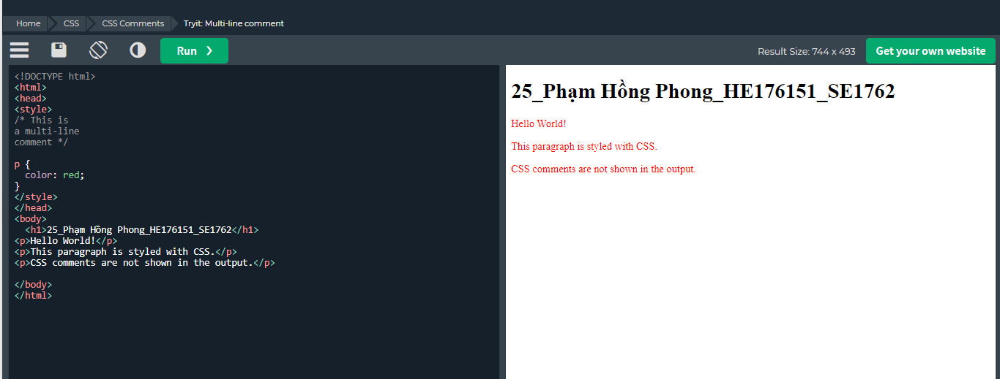 Home
CSS
CSS Comments
Tryit: Multi-line comment
Run ❯
Result Size: 744 x 493
Get your own website
<!DOCTYPE html>
<html>
<head>
<style>
/* This is
a multi-line
comment */
p {
  color: red;
}
</style>
</head>
<body>
  <h1>25_Phạm Hồng Phong_HE176151_SE1762</h1>
<p>Hello World!</p>
<p>This paragraph is styled with CSS.</p>
<p>CSS comments are not shown in the output.</p>
</body>
</html>
25_Phạm Hồng Phong_HE176151_SE1762
Hello World!
This paragraph is styled with CSS.
CSS comments are not shown in the output.